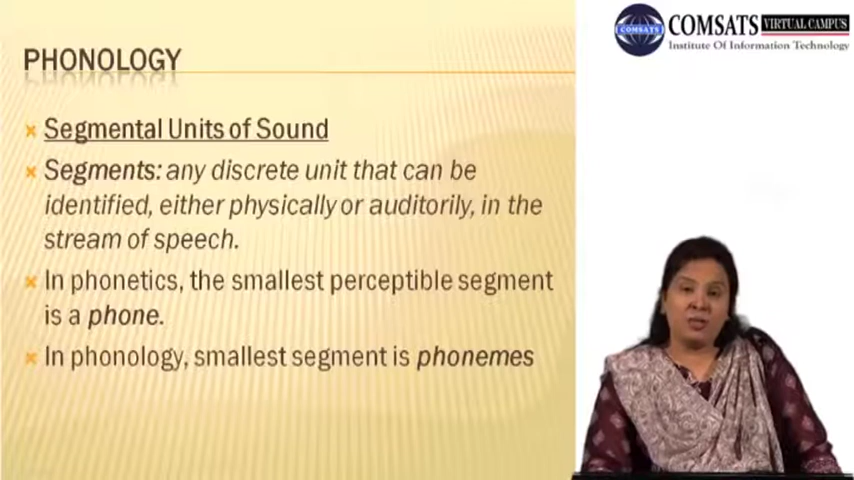 PHONOLOGY
Segmental Units of Sound
Segments: any discrete unit that can be
identified, either physically or auditorily, in the
stream of speech.
In phonetics, the smallest perceptible segment
is a phone.
In phonology, smallest segment is phonemes
COMSATS
COMSATS VIRTUAL CAMPUS
Institute Of Information Technology